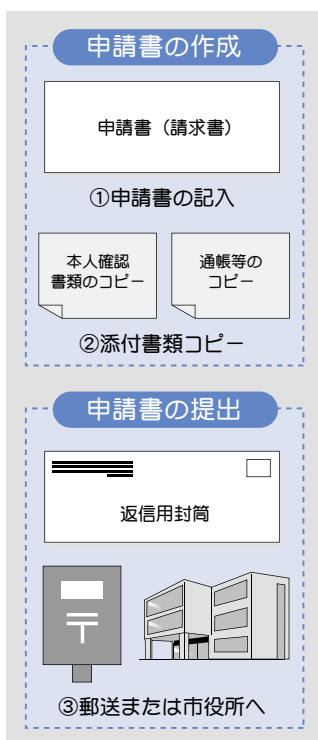 申請書の作成
申請書（請求書）
①申請書の記入
本人確認
書類のコピー
通帳等の
コピー
②添付書類コピー
申請書の提出
返信用封筒
〒
③郵送または市役所へ